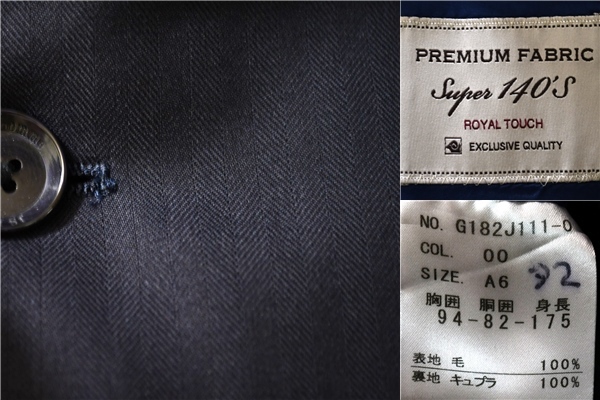 PREMIUM FABRIC
Super 140'S
ROYAL TOUCH
EXCLUSIVE QUALITY
NO. G182J111-0
COL. 00
SIZE. A6 92
胸囲 胴囲 身長
94-82-175
表地 毛 100%
裏地 キュプラ 100%